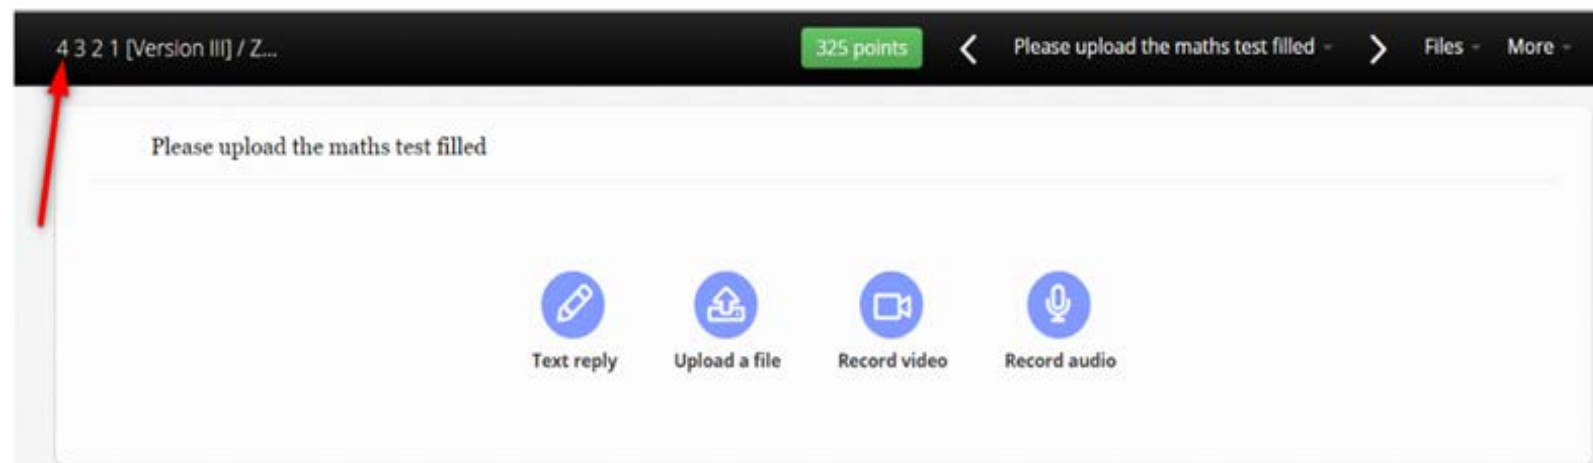 4 3 2 1 [Version III] / Z... 325 points Please upload the maths test filled Files More
Please upload the maths test filled
Text reply Upload a file Record video Record audio